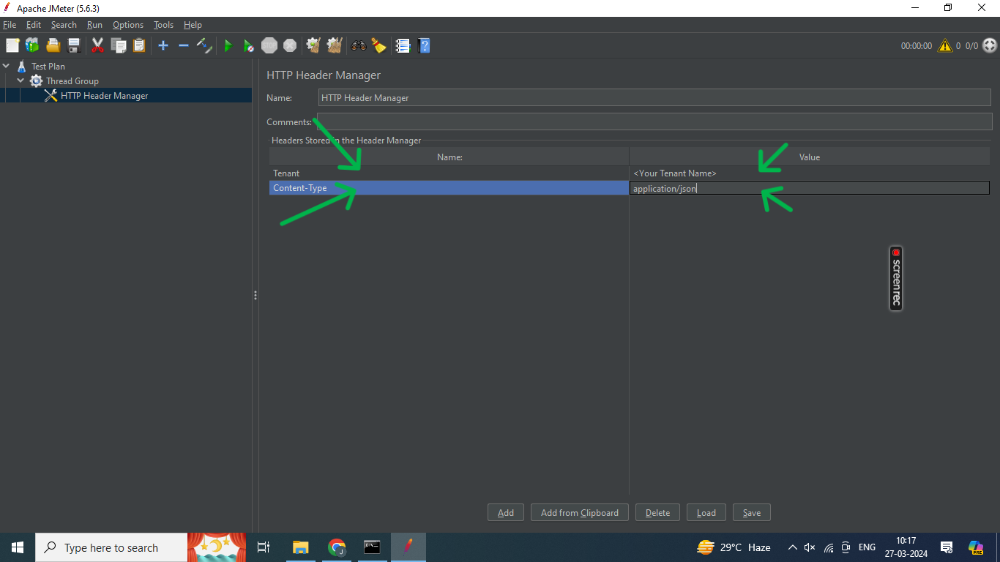 Apache JMeter (5.6.3)
File Edit Search Run Options Tools Help
STOP
00:00:00 0 0/0
Test Plan
Thread Group
HTTP Header Manager
HTTP Header Manager
Name: HTTP Header Manager
Comments:
Headers Stored in the Header Manager
Name: Value
Tenant <Your Tenant Name>
Content-Type application/json
screenrec
Add Add from Clipboard Delete Load Save
Type here to search
29°C Haze
ENG
10:17
27-03-2024
PRE